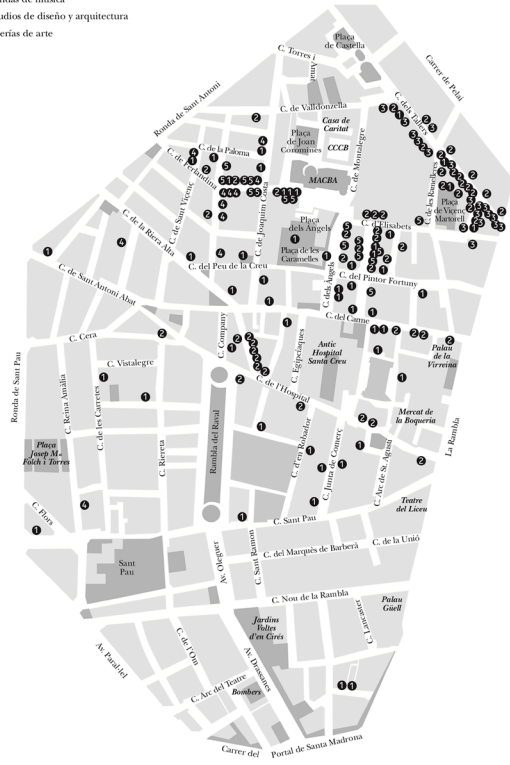 udios de diseño y arquitectura
erías de arte
Plaça
de Castella
C. Torres i
Amat
Carrer de Pelai
Ronda de Sant Antoni
C. de Valldonzella
C. dels Tallers
Casa de
Caritat
CCCB
Plaça
de Joan
Coromines
C. de Montalegre
C. de la Paloma
C. de Ferlandina
MACBA
C. de les Ramelleres
Plaça
de Vicenç
Martorell
C. de Sant Vicenç
C. de Joaquim Costa
C. de la Riera Alta
Plaça
dels Àngels
C. d'Elisabets
Plaça de les
Caramelles
C. del Peu de la Creu
C. dels Àngels
C. del Pintor Fortuny
C. de Sant Antoni Abat
C. del Carme
C. Cera
C. Company
C. Egipcíaques
Antic
Hospital
Santa Creu
Palau
de la
Virreina
C. Vistalegre
C. de l'Hospital
Ronda de Sant Pau
C. Reina Amàlia
C. de les Carretes
C. Riereta
Rambla del Raval
C. d'en Robador
C. Junta de Comerç
C. Arc de St. Agustí
Mercat de
la Boqueria
La Rambla
Plaça
Josep Mª
Folch i Torres
C. Flors
C. Sant Pau
Teatre
del Liceu
Sant
Pau
Av. Oleguer
C. Sant Ramon
C. del Marquès de Barberà
C. de la Unió
C. Nou de la Rambla
Palau
Güell
Jardins
Voltes
d'en Cirés
C. Lancaster
Av. Paral·lel
C. de l'Om
Av. Drassanes
C. Arc del Teatre
Bombers
Carrer del
Portal de Santa Madrona